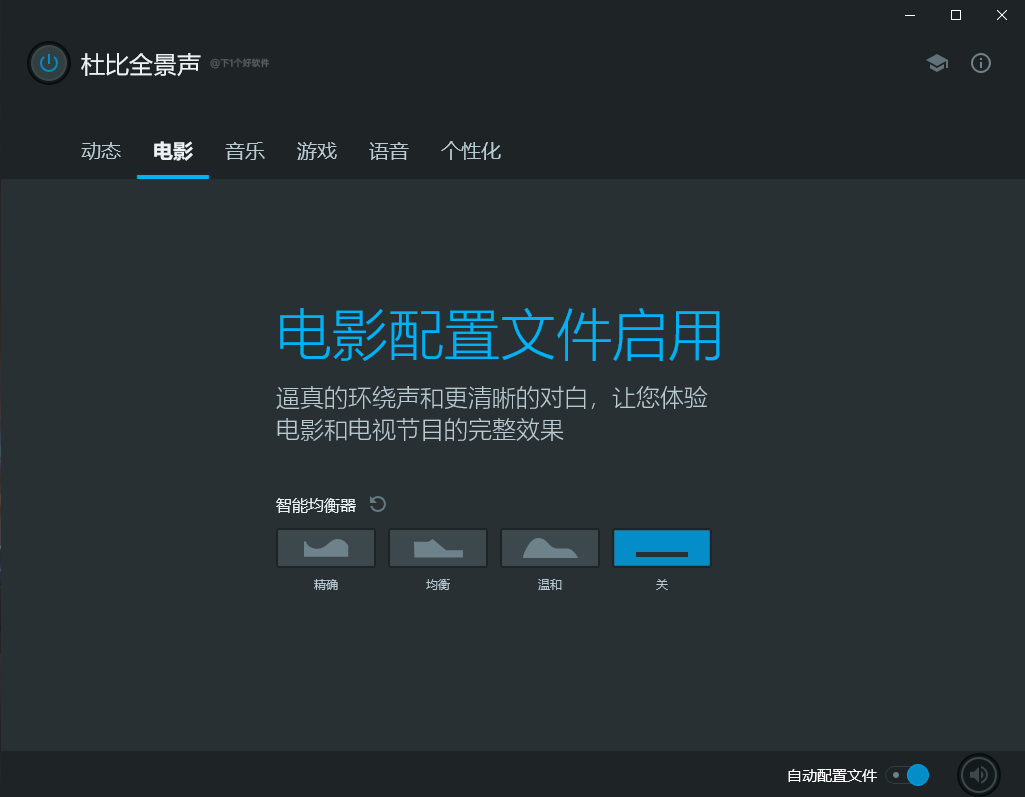 杜比全景声 @下1个好软件
动态 电影 音乐 游戏 语音 个性化
电影配置文件启用
逼真的环绕声和更清晰的对白，让您体验
电影和电视节目的完整效果
智能均衡器
精确 均衡 温和 关
自动配置文件